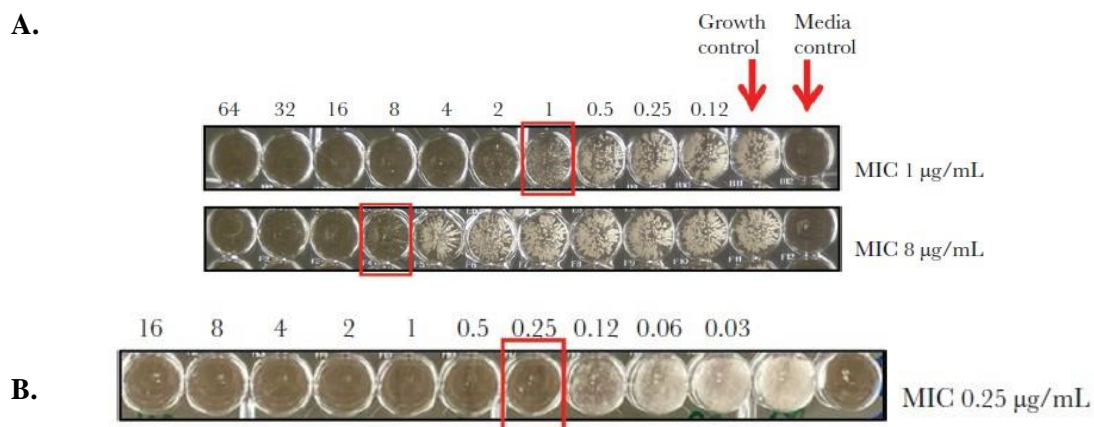 A.
Growth control
Media control
64 32 16 8 4 2 1 0.5 0.25 0.12
MIC 1 μg/mL
MIC 8 μg/mL
16 8 4 2 1 0.5 0.25 0.12 0.06 0.03
B.
MIC 0.25 μg/mL